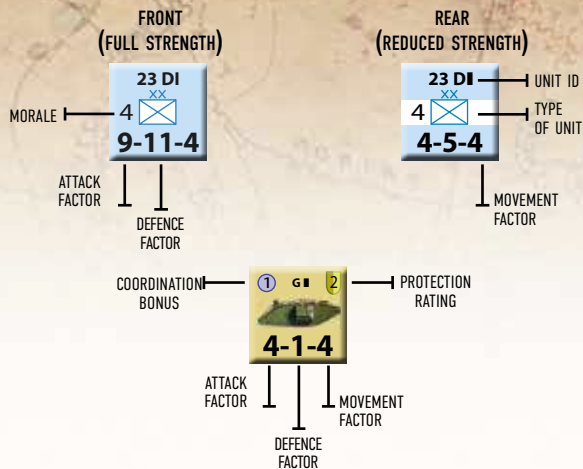 FRONT
(FULL STRENGTH)
REAR
(REDUCED STRENGTH)
23 DI
XX
4
9-11-4
MORALE
ATTACK
FACTOR
DEFENCE
FACTOR
23 DI
XX
4
4-5-4
UNIT ID
TYPE
OF UNIT
MOVEMENT
FACTOR
COORDINATION
BONUS
1
G II
2
4-1-4
PROTECTION
RATING
ATTACK
FACTOR
DEFENCE
FACTOR
MOVEMENT
FACTOR